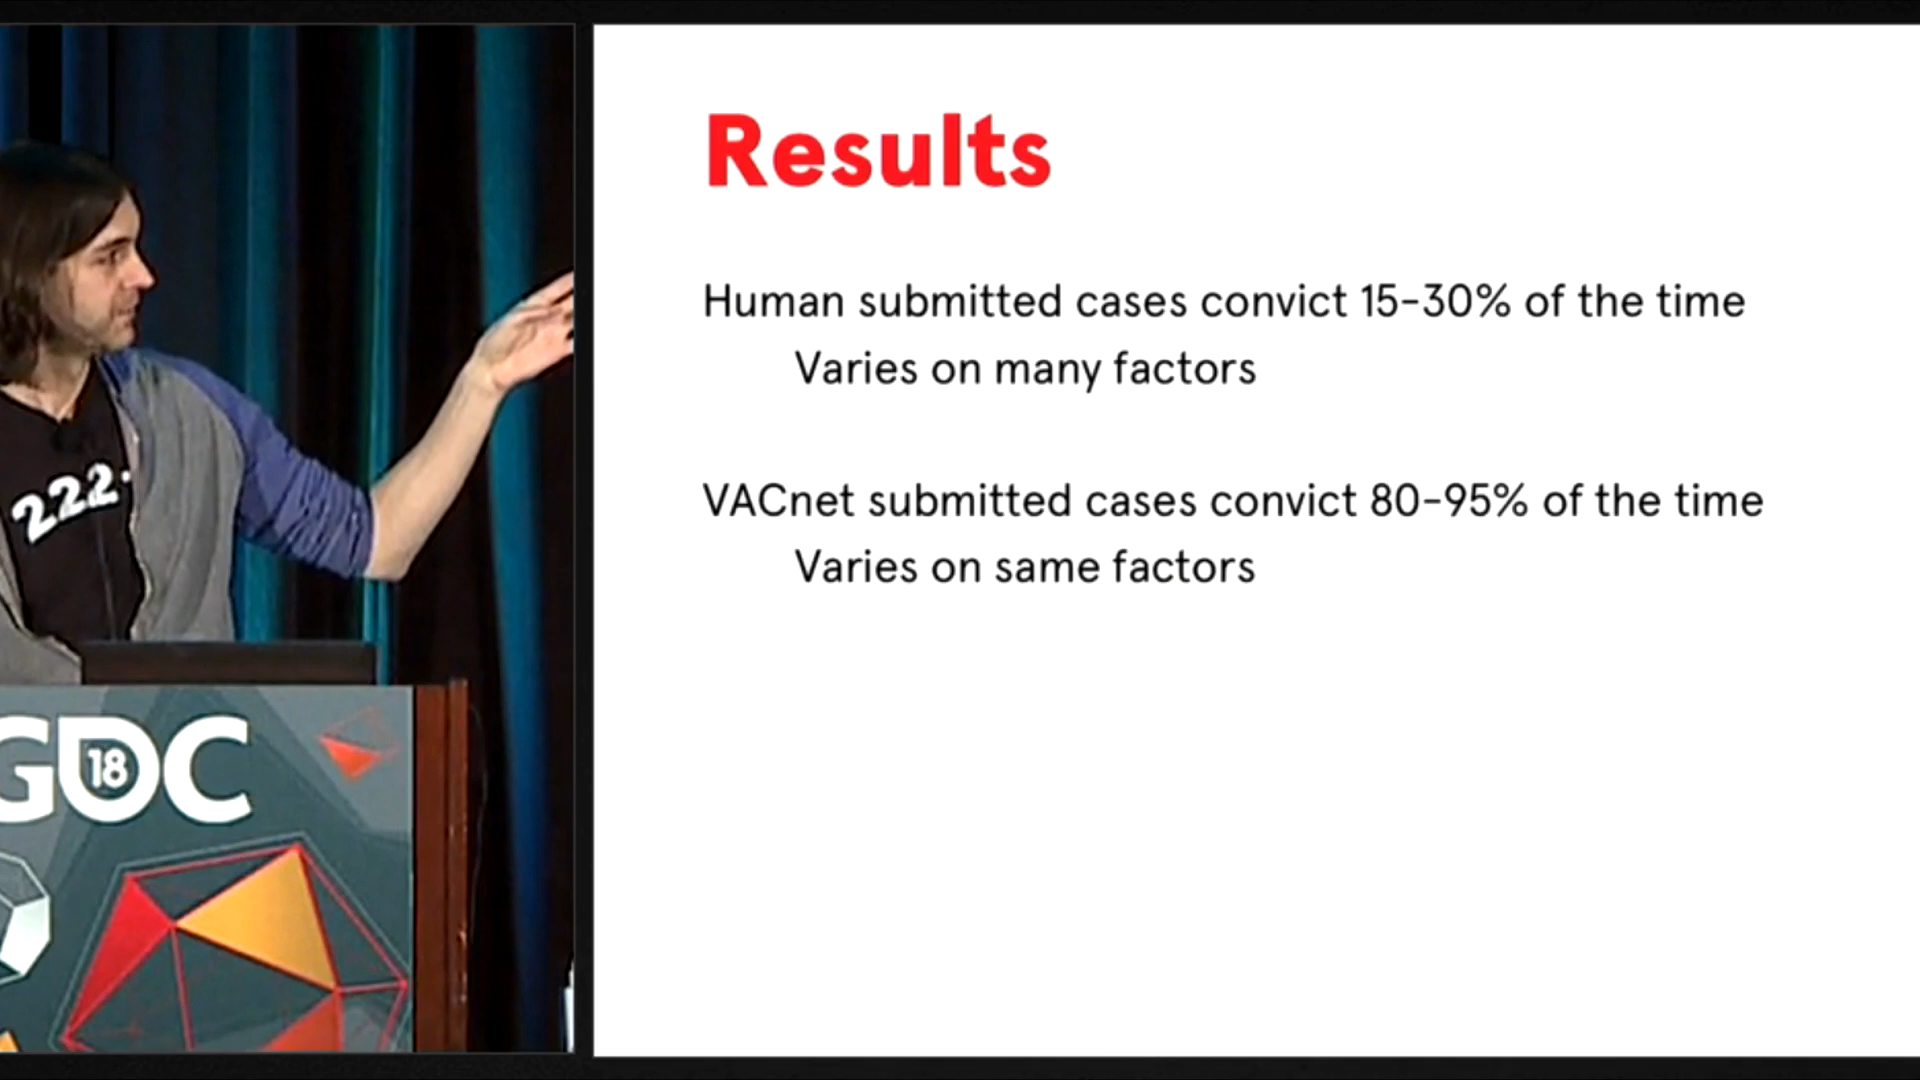 Results
Human submitted cases convict 15-30% of the time
Varies on many factors
VACnet submitted cases convict 80-95% of the time
Varies on same factors
222.
GDC
18